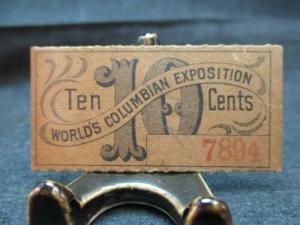 Ten 10 Cents
WORLD'S COLUMBIAN EXPOSITION
7894